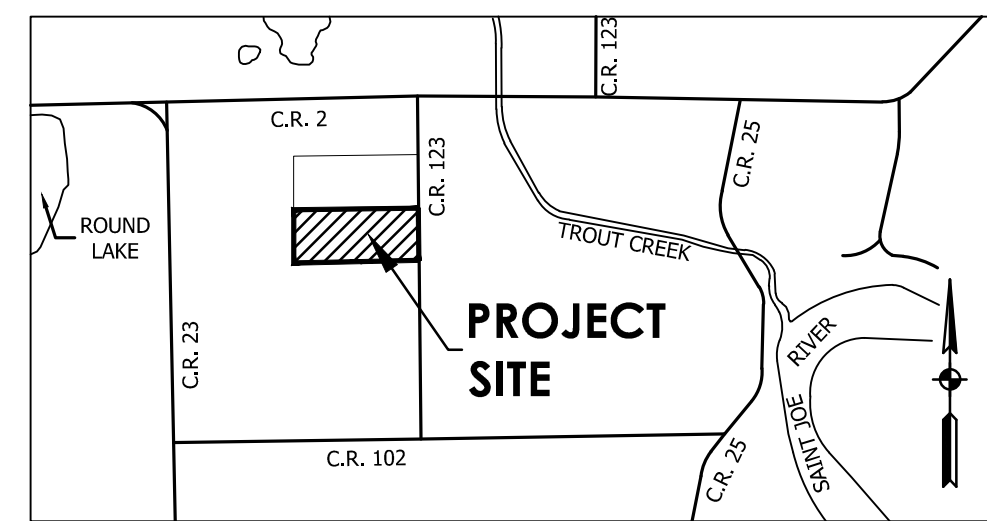 C.R. 123
C.R. 2
C.R. 123
C.R. 25
ROUND
LAKE
TROUT CREEK
PROJECT
SITE
C.R. 23
RIVER
SAINT JOE
C.R. 102
C.R. 25